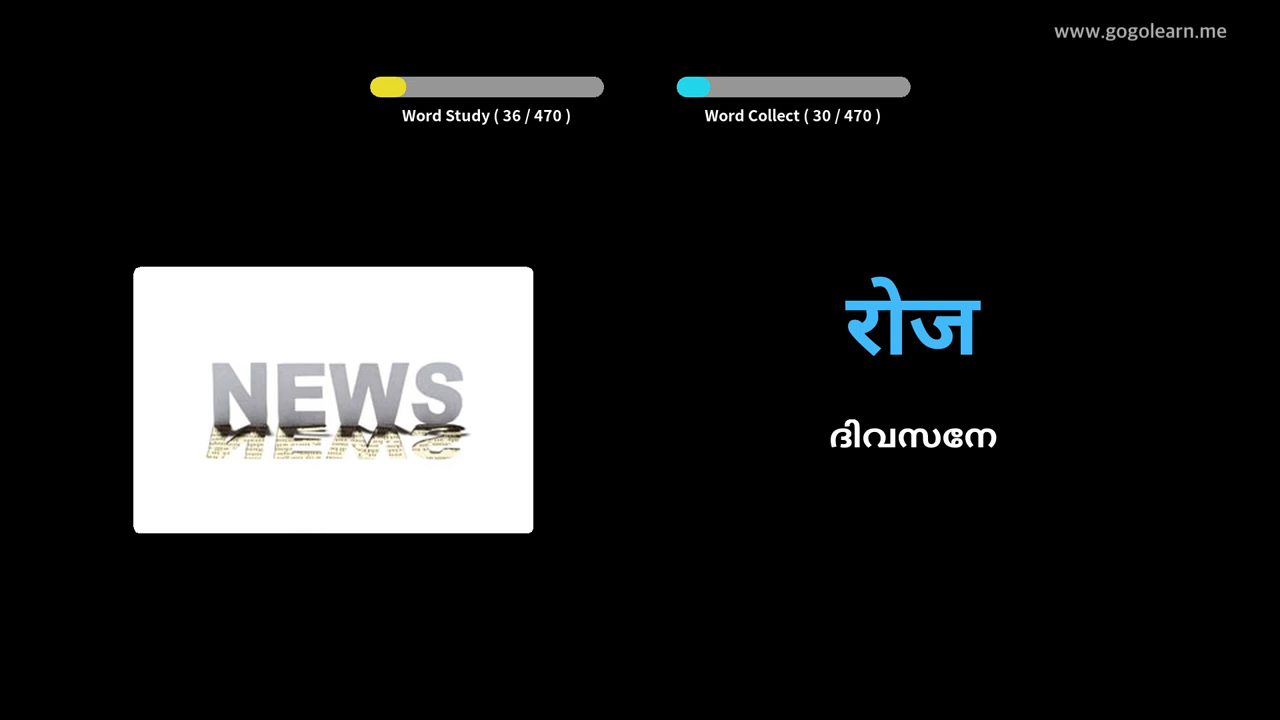 www.gogolearn.me
Word Study ( 36 / 470 )
Word Collect ( 30 / 470 )
NEWS
रोज
ദിവസനേ